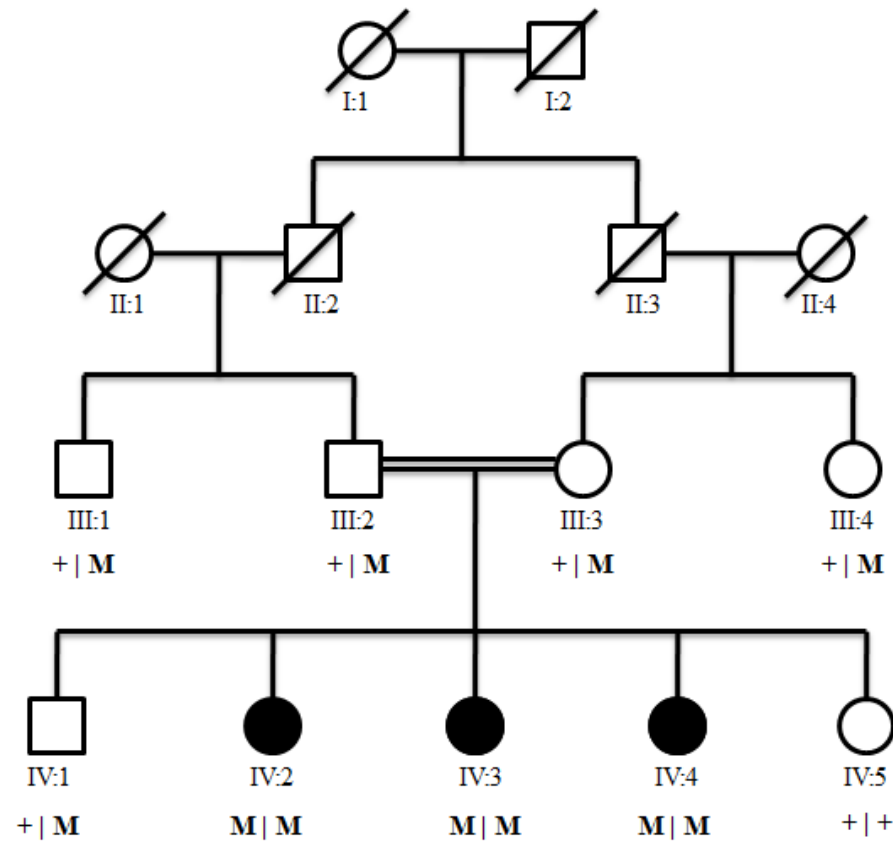 I:1 I:2
II:1 II:2 II:3 II:4
III:1 III:2 III:3 III:4
+ | M + | M + | M + | M
IV:1 IV:2 IV:3 IV:4 IV:5
+ | M M | M M | M M | M + | +